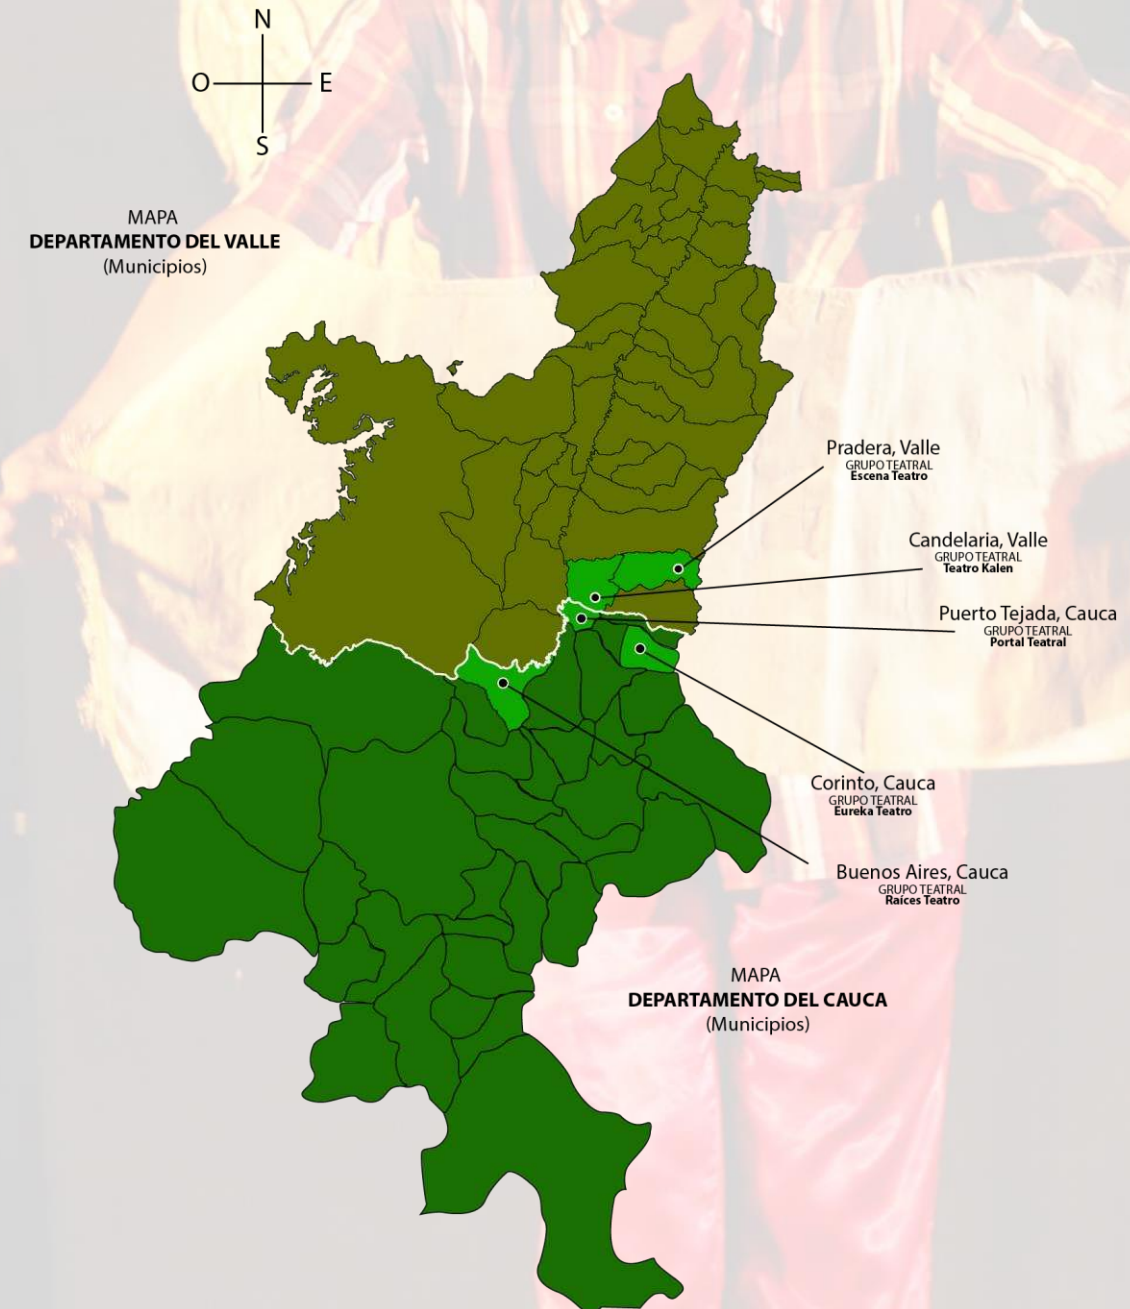 N
O E
S
MAPA
DEPARTAMENTO DEL VALLE
(Municipios)
Pradera, Valle
GRUPO TEATRAL
Escena Teatro
Candelaria, Valle
GRUPO TEATRAL
Teatro Kalen
Puerto Tejada, Cauca
GRUPO TEATRAL
Portal Teatral
Corinto, Cauca
GRUPO TEATRAL
Eureka Teatro
Buenos Aires, Cauca
GRUPO TEATRAL
Raíces Teatro
MAPA
DEPARTAMENTO DEL CAUCA
(Municipios)